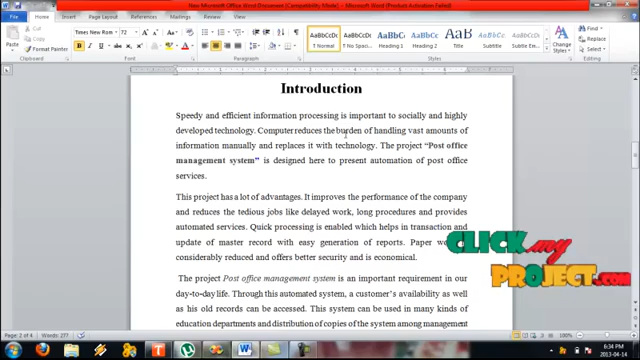 New Microsoft Office Word Document [Compatibility Mode] - Microsoft Word (Product Activation Failed)
File Home Insert Page Layout References Mailings Review View
Times New Rom 72
Paste
Format Painter
Clipboard Font Paragraph Styles Editing
AaBbCcDc AaBbCcDc AaBbC AaBbCc AaB AaBbCc.
¶ Normal ¶ No Spac... Heading 1 Heading 2 Title Subtitle
Change Styles
Find
Replace
Select
Introduction
Speedy and efficient information processing is important to socially and highly
developed technology. Computer reduces the burden of handling vast amounts of
information manually and replaces it with technology. The project “Post office
management system” is designed here to present automation of post office
services.
This project has a lot of advantages. It improves the performance of the company
and reduces the tedious jobs like delayed work, long procedures and provides
automated services. Quick processing is enabled which helps in transaction and
update of master record with easy generation of reports. Paper
considerably reduced and offers better security and is economical.
The project Post office management system is an important requirement in our
day-to-day life. Through this automated system, a customer's availability as well
as his old records can be accessed. This system can be used in many kinds of
education departments and distribution of copies of the system among management
CLICK my
PROJECT.com
Page: 2 of 4 Words: 277 100%
6:34 PM
2013-04-14